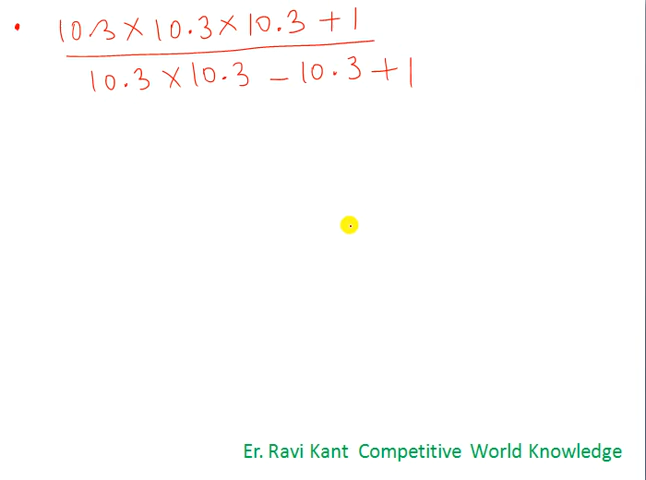 10.3 × 10.3 × 10.3 + 1
10.3 × 10.3 - 10.3 + 1
Er. Ravi Kant Competitive World Knowledge